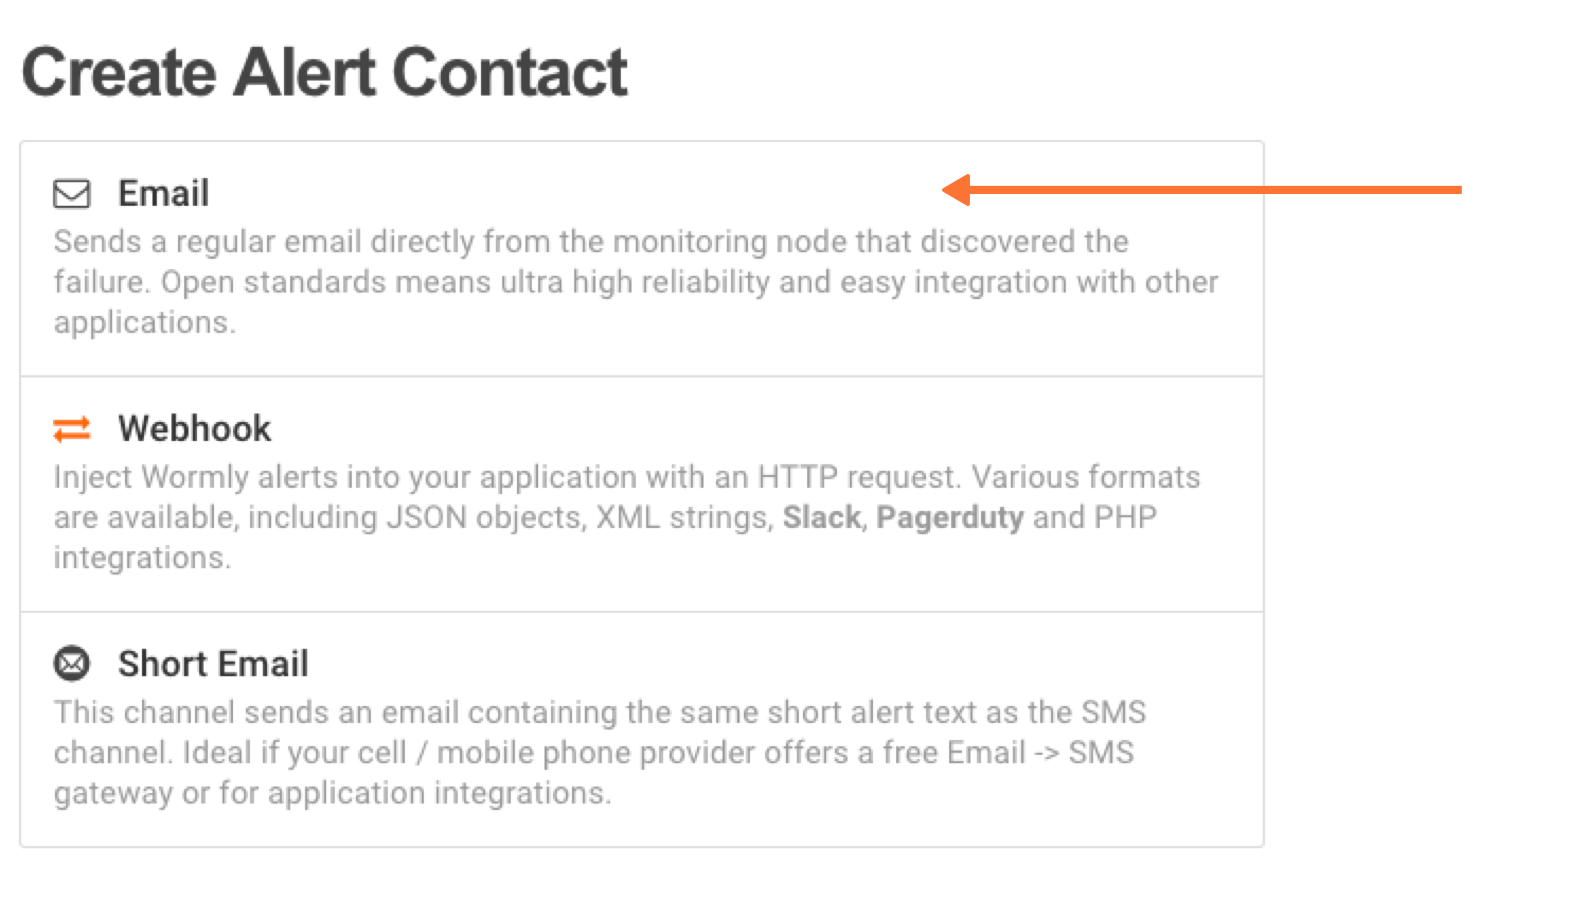 Create Alert Contact
Email
Sends a regular email directly from the monitoring node that discovered the
failure. Open standards means ultra high reliability and easy integration with other
applications.
Webhook
Inject Wormly alerts into your application with an HTTP request. Various formats
are available, including JSON objects, XML strings, Slack, Pagerduty and PHP
integrations.
Short Email
This channel sends an email containing the same short alert text as the SMS
channel. Ideal if your cell / mobile phone provider offers a free Email -> SMS
gateway or for application integrations.